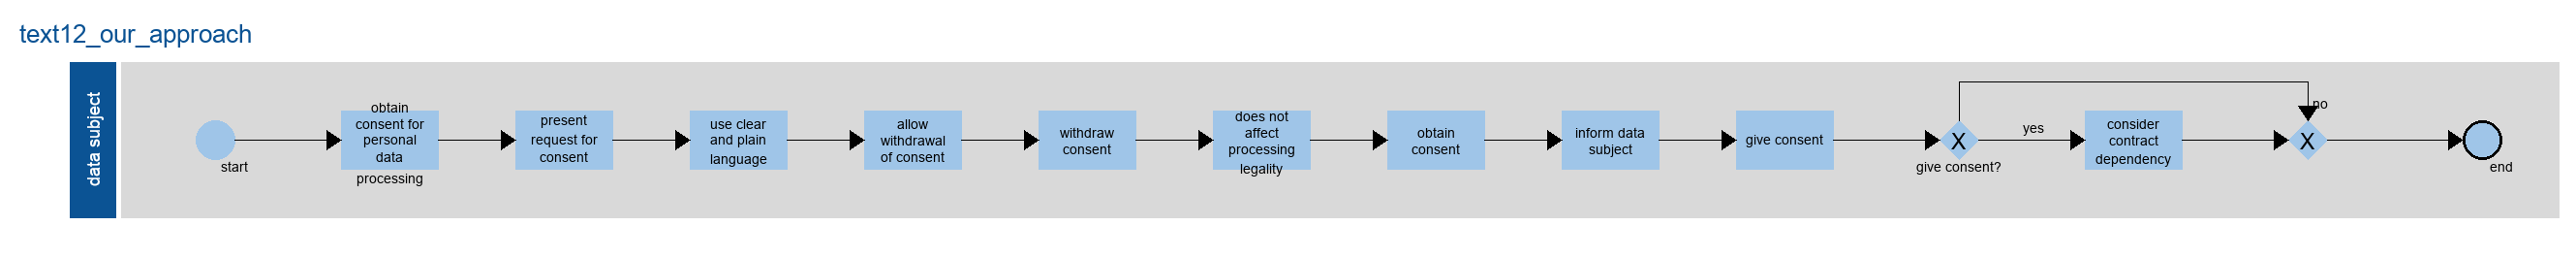 text12_our_approach
data subject
start
obtain
consent for
personal
data
processing
present
request for
consent
use clear
and plain
language
allow
withdrawal
of consent
withdraw
consent
does not
affect
processing
legality
obtain
consent
inform data
subject
give consent
X
give consent?
yes
consider
contract
dependency
no
X
end